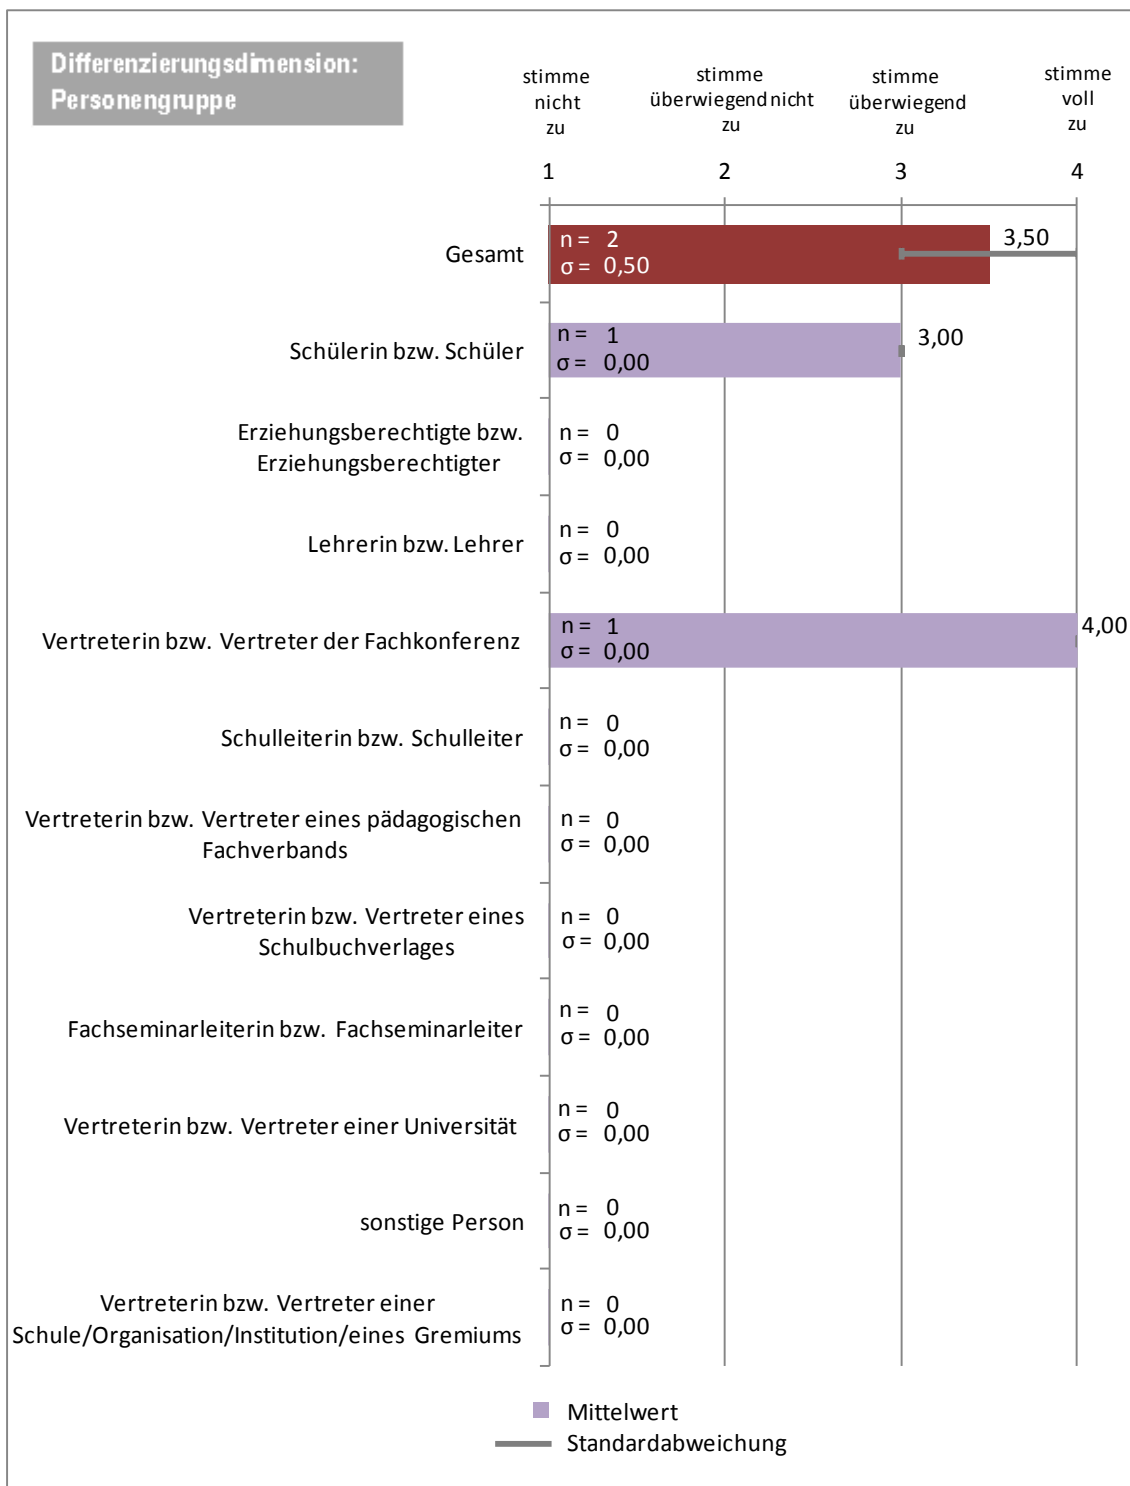 Differenzierungsdimension:
Personengruppe
stimme
nicht
zu
stimme
überwiegend nicht
zu
stimme
überwiegend
zu
stimme
voll
zu
1 2 3 4
Gesamt
n = 2
σ = 0,50
3,50
Schülerin bzw. Schüler
n = 1
σ = 0,00
3,00
Erziehungsberechtigte bzw.
Erziehungsberechtigter
n = 0
σ = 0,00
Lehrerin bzw. Lehrer
n = 0
σ = 0,00
Vertreterin bzw. Vertreter der Fachkonferenz
n = 1
σ = 0,00
4,00
Schulleiterin bzw. Schulleiter
n = 0
σ = 0,00
Vertreterin bzw. Vertreter eines pädagogischen
Fachverbands
n = 0
σ = 0,00
Vertreterin bzw. Vertreter eines
Schulbuchverlages
n = 0
σ = 0,00
Fachseminarleiterin bzw. Fachseminarleiter
n = 0
σ = 0,00
Vertreterin bzw. Vertreter einer Universität
n = 0
σ = 0,00
sonstige Person
n = 0
σ = 0,00
Vertreterin bzw. Vertreter einer
Schule/Organisation/Institution/eines Gremiums
n = 0
σ = 0,00
Mittelwert
Standardabweichung